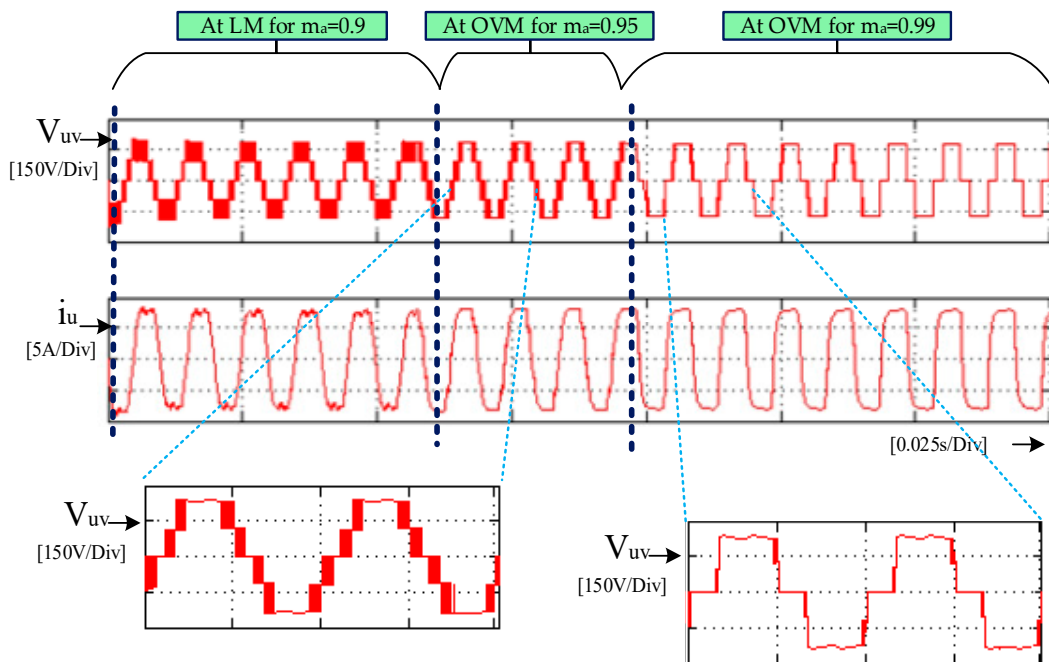 At LM for ma=0.9
At OVM for ma=0.95
At OVM for ma=0.99
Vuv
[150V/Div]
iu
[5A/Div]
[0.025s/Div]
Vuv
[150V/Div]
Vuv
[150V/Div]